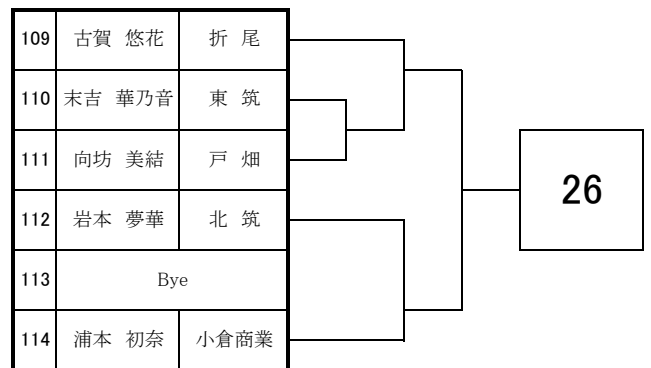 109 古賀 悠花 折 尾
110 末吉 華乃音 東 筑
111 向坊 美結 戸 畑
112 岩本 夢華 北 筑
113 Bye
114 浦本 初奈 小倉商業
26